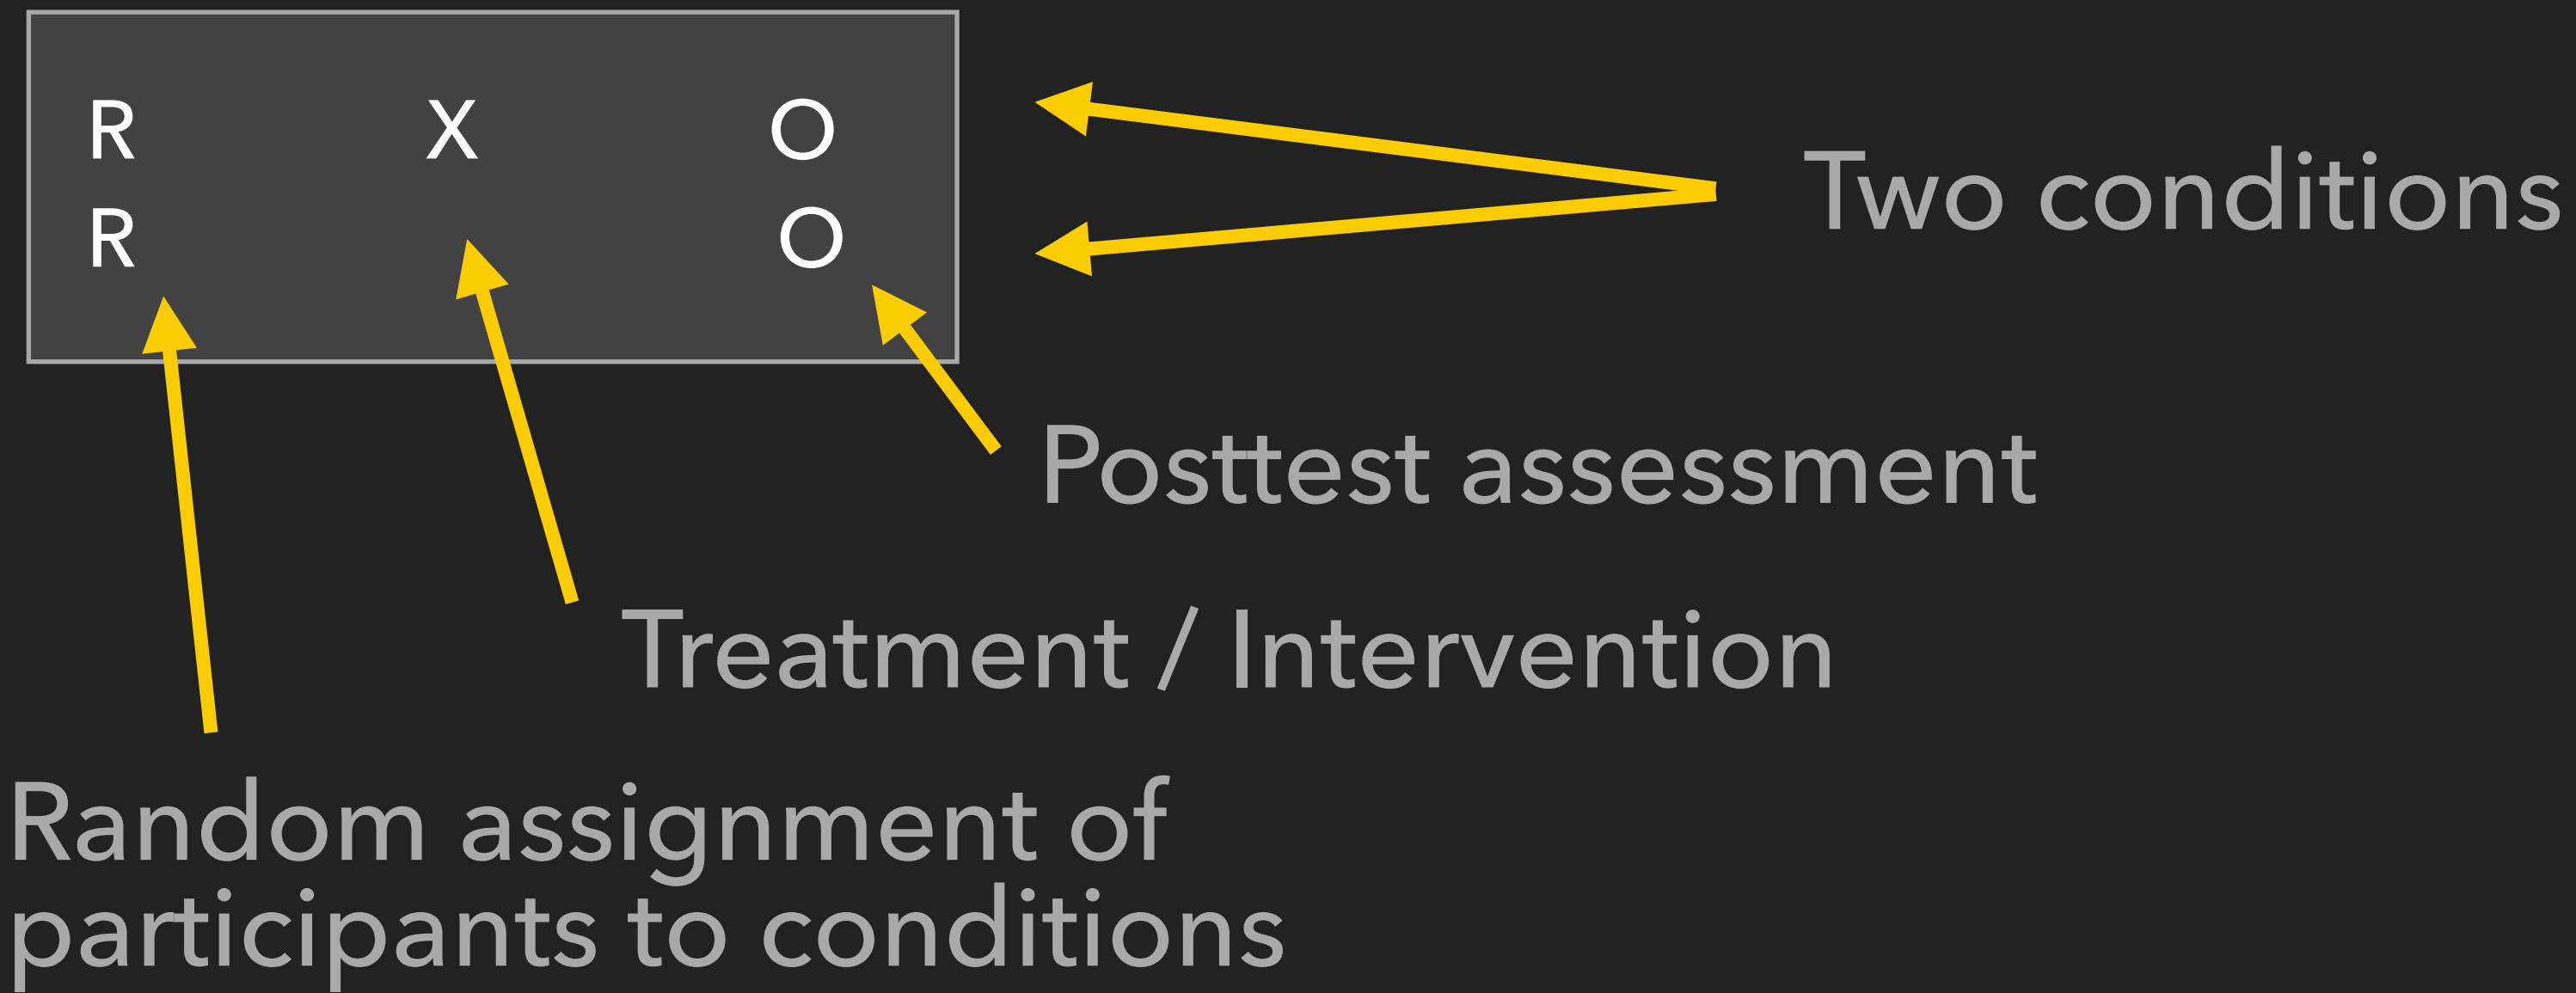 R X O
R O
Two conditions
Posttest assessment
Treatment / Intervention
Random assignment of
participants to conditions